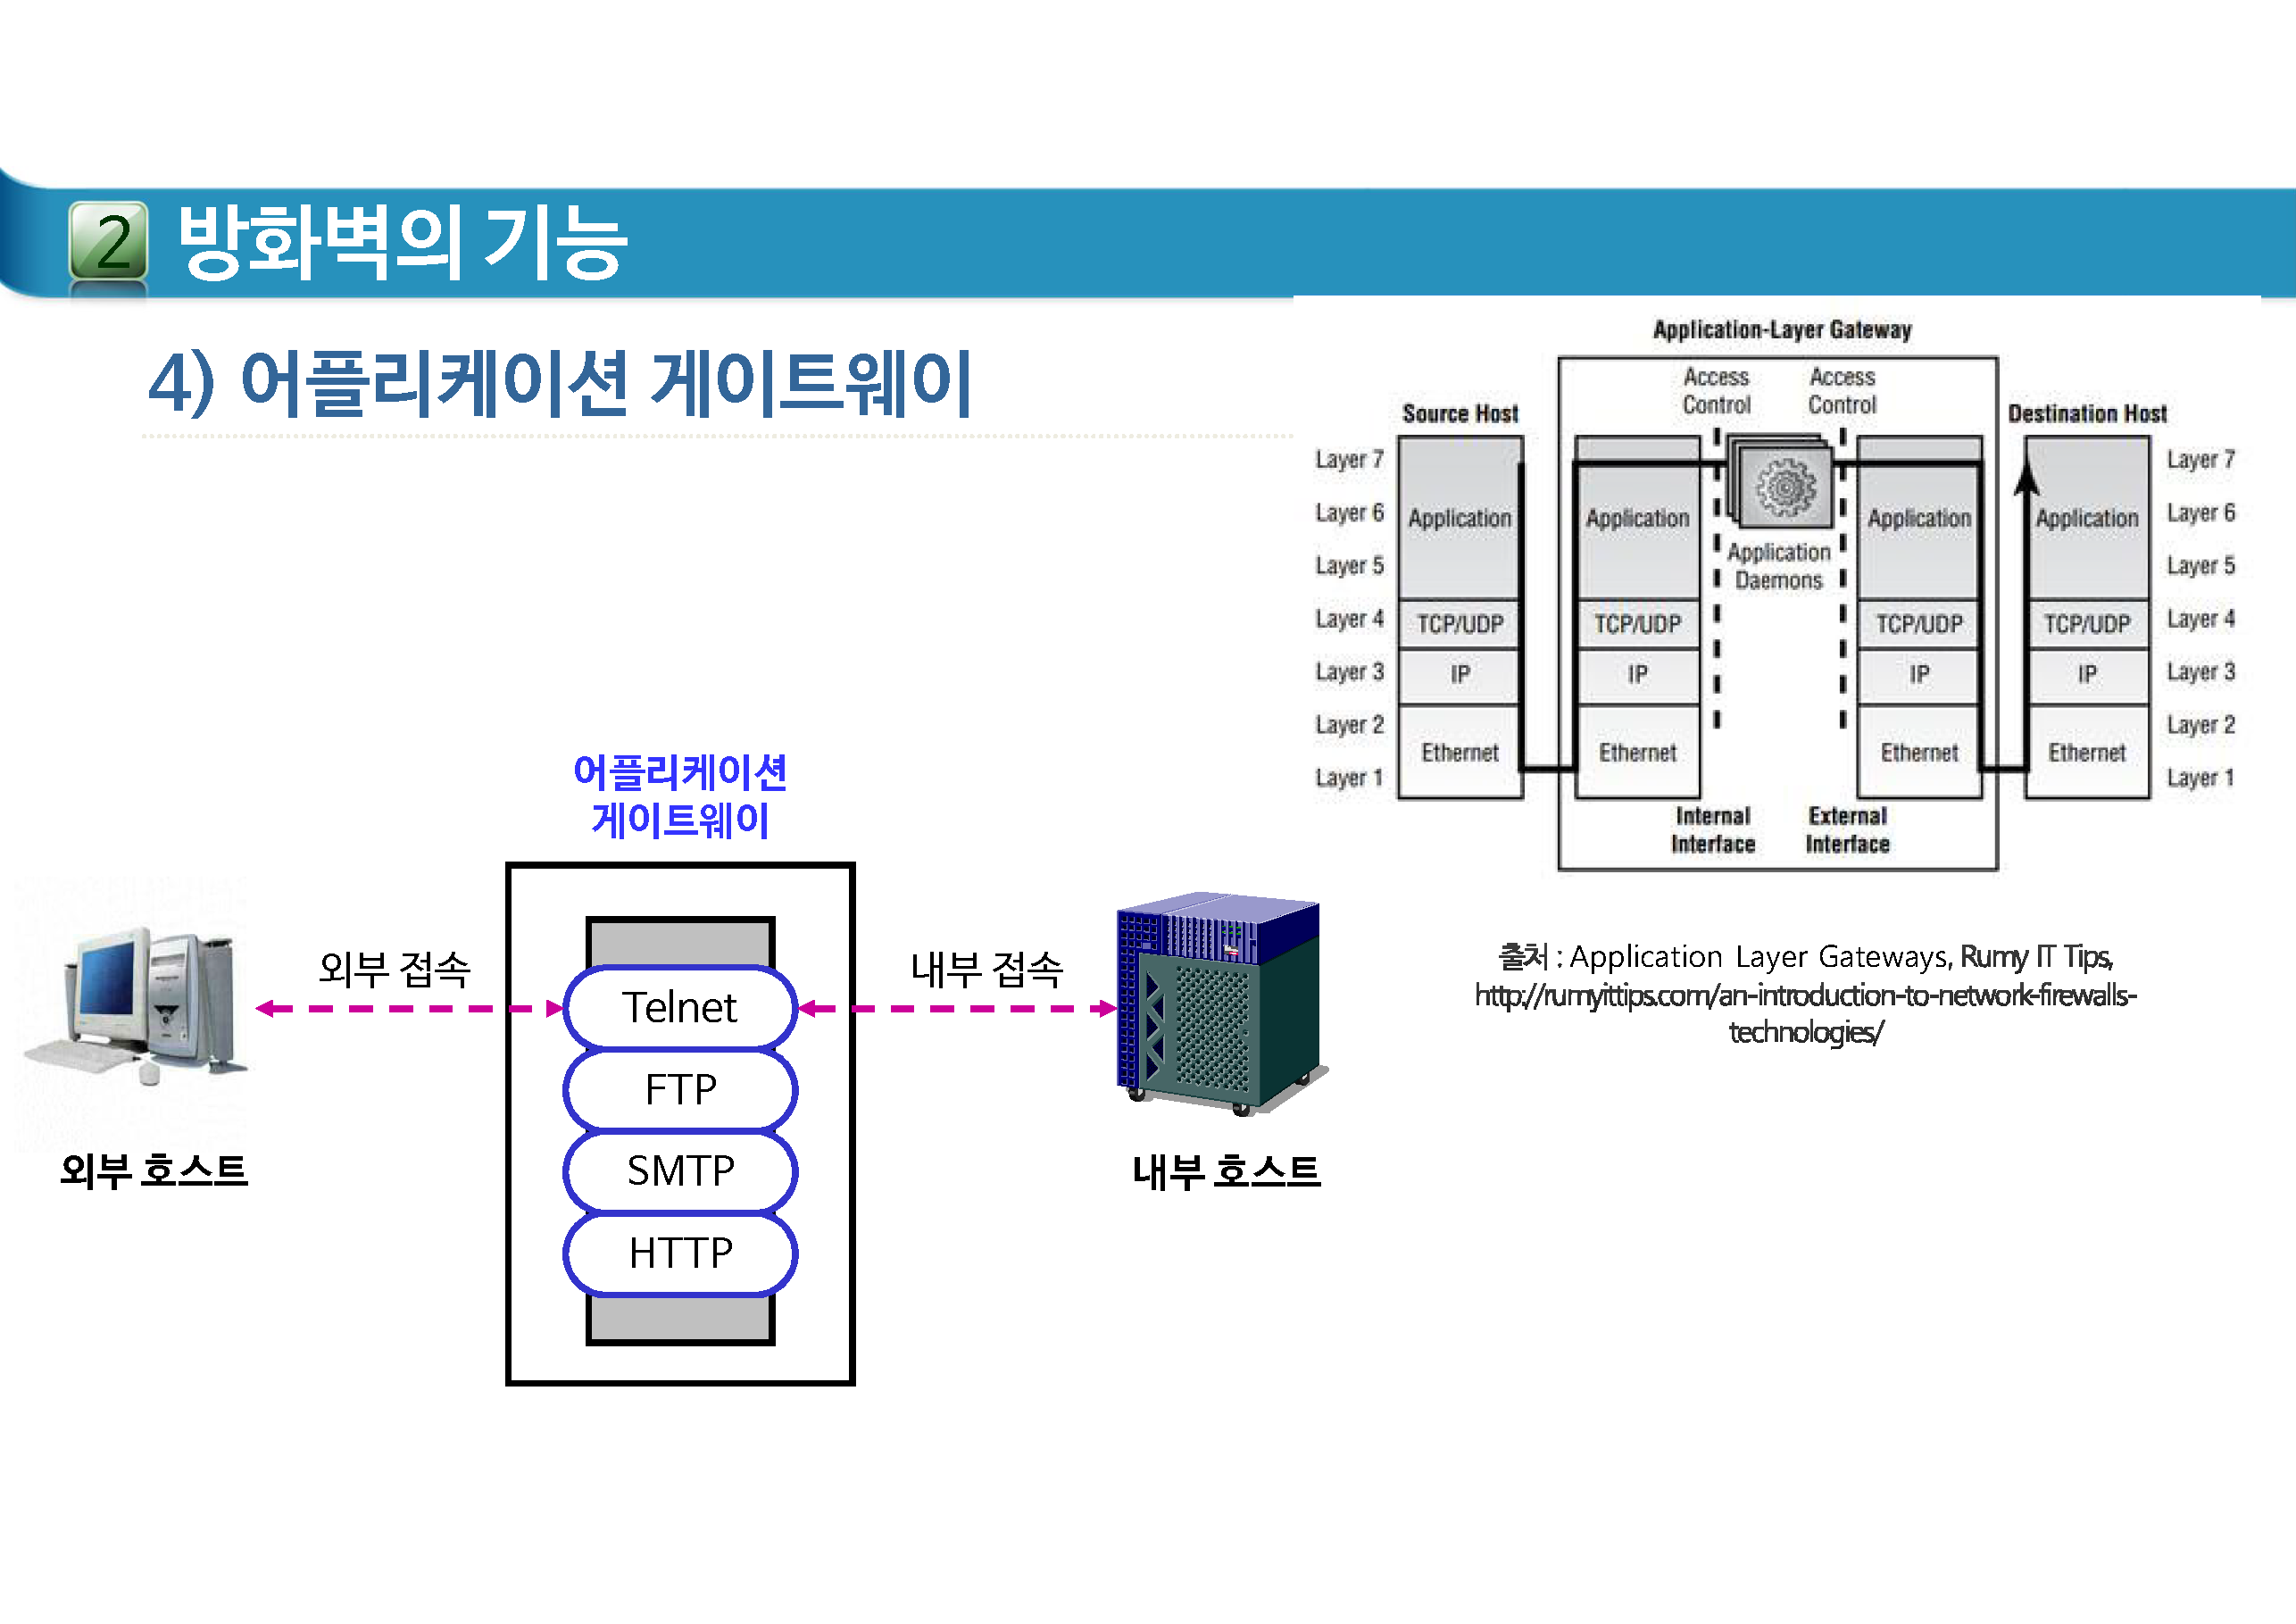 2 방화벽의 기능
4) 어플리케이션 게이트웨이
Application-Layer Gateway
Access Control
Access Control
Source Host
Destination Host
Layer 7
Layer 6
Layer 5
Layer 4
Layer 3
Layer 2
Layer 1
Application
TCP/UDP
IP
Ethernet
Application
TCP/UDP
IP
Ethernet
Application
Daemons
Application
TCP/UDP
IP
Ethernet
Application
TCP/UDP
IP
Ethernet
Layer 7
Layer 6
Layer 5
Layer 4
Layer 3
Layer 2
Layer 1
Internal
Interface
External
Interface
출처 : Application Layer Gateways, Rumy IT Tips,
http://rumyittips.com/an-introduction-to-network-firewalls-
technologies/
어플리케이션
게이트웨이
외부 접속
내부 접속
Telnet
FTP
SMTP
HTTP
외부 호스트
내부 호스트